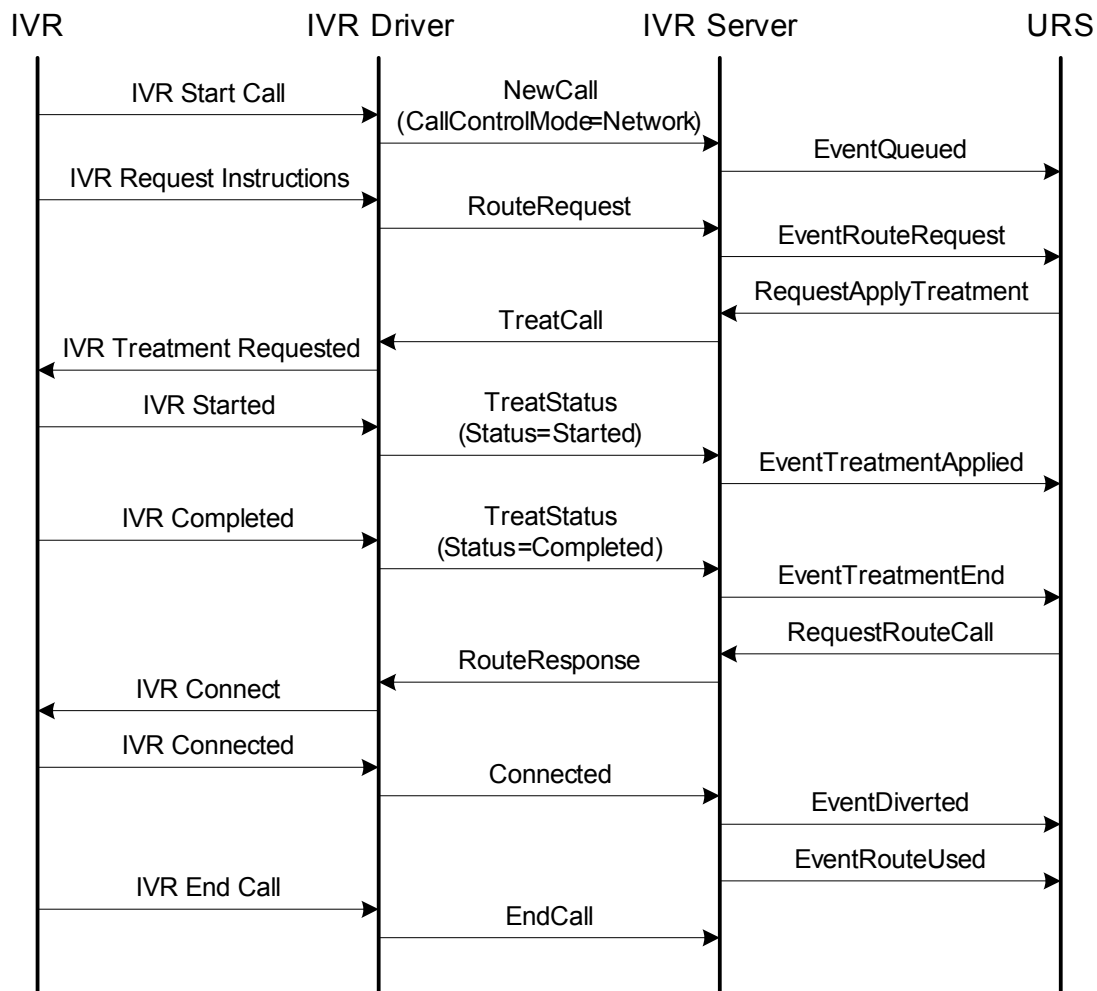 IVR
IVR Driver
IVR Server
URS
IVR Start Call
NewCall
(CallControlMode=Network)
EventQueued
IVR Request Instructions
RouteRequest
EventRouteRequest
RequestApplyTreatment
TreatCall
IVR Treatment Requested
IVR Started
TreatStatus
(Status=Started)
EventTreatmentApplied
IVR Completed
TreatStatus
(Status=Completed)
EventTreatmentEnd
RequestRouteCall
RouteResponse
IVR Connect
IVR Connected
Connected
EventDiverted
EventRouteUsed
IVR End Call
EndCall